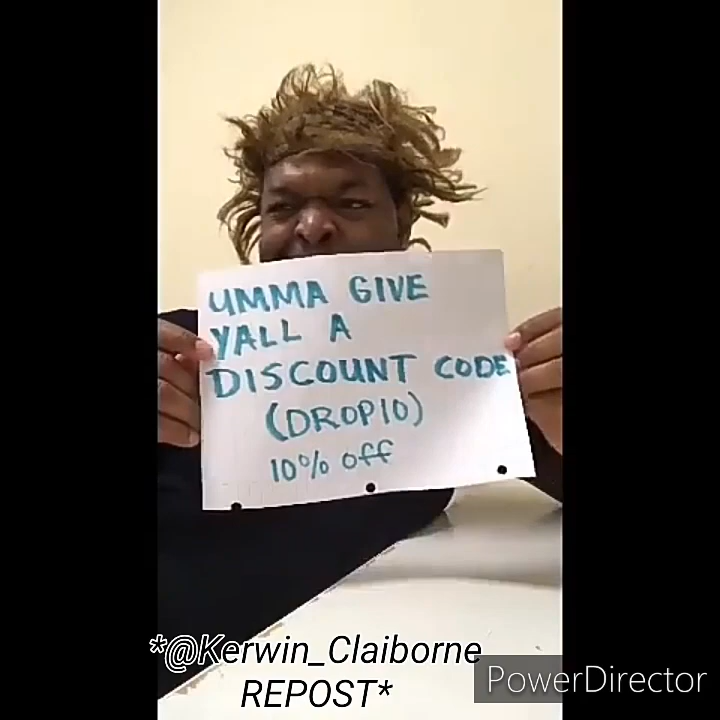 UMMA GIVE
YALL A
DISCOUNT CODE
(DROP10)
10% off
*@Kerwin_Claiborne
REPOST*
PowerDirector